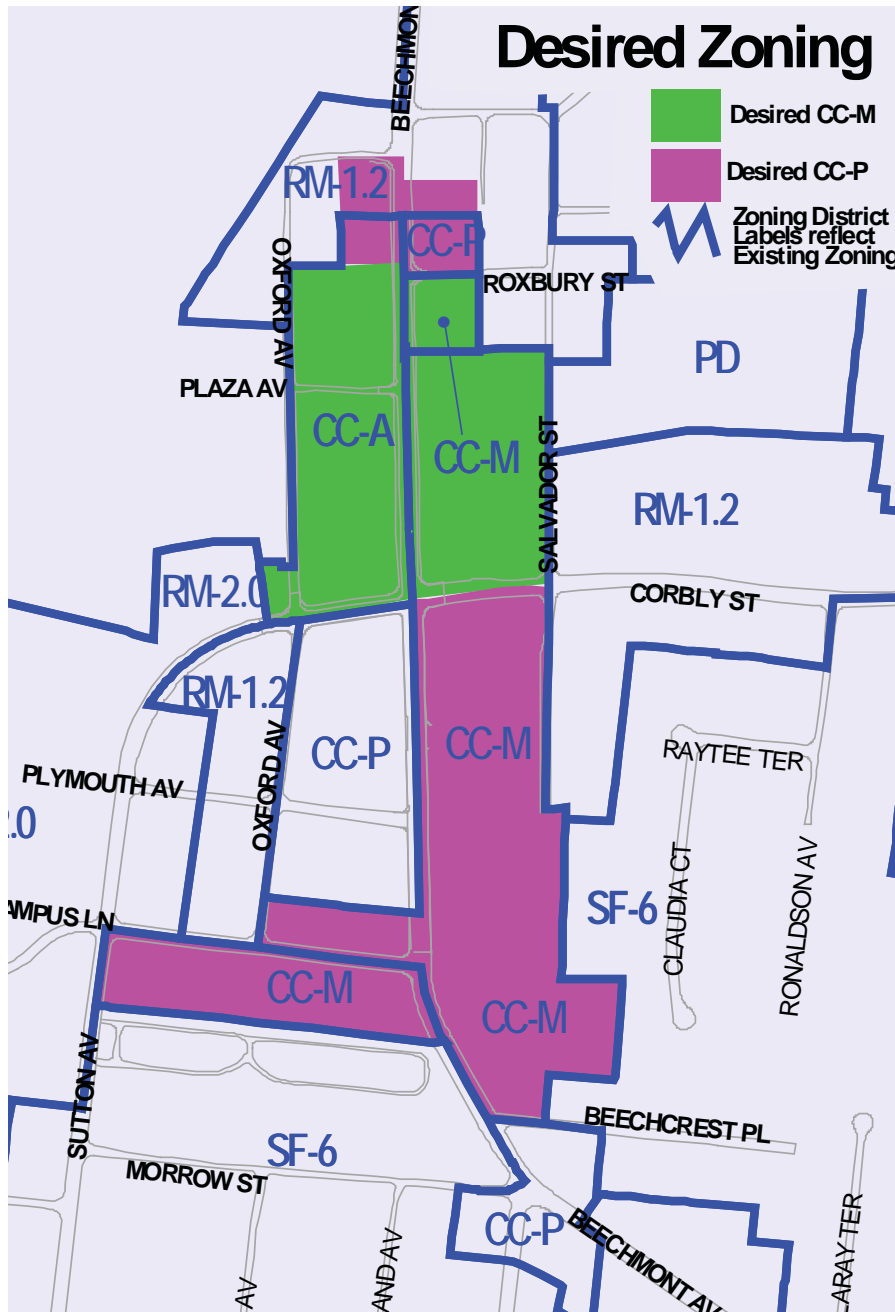 Desired Zoning
BEECHMON
Desired CC-M
Desired CC-P
Zoning District
Labels reflect
Existing Zoning
RM-1.2
CC-P
OXFORD AV
ROXBURY ST
PLAZA AV
PD
CC-A
CC-M
SALVADOR ST
RM-1.2
RM-2.0
CORBLY ST
RM-1.2
OXFORD AV
CC-P
CC-M
RAYTEE TER
PLYMOUTH AV
2.0
CLAUDIA CT
RONALDSON AV
SF-6
AMPUS LN
CC-M
CC-M
SUTTON AV
BEECHCREST PL
SF-6
MORROW ST
CC-P
BEECHMONT AV
ARAY TER
AV
AND AV